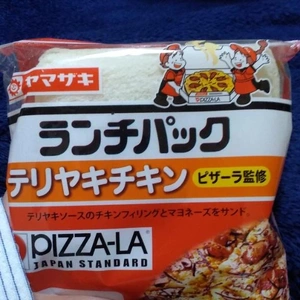 ヤマザキ
PIZZA-LA
ランチパック
テリヤキチキン ピザーラ監修
テリヤキソースのチキンフィリングとマヨネーズをサンド。
PIZZA-LA
JAPAN STANDARD